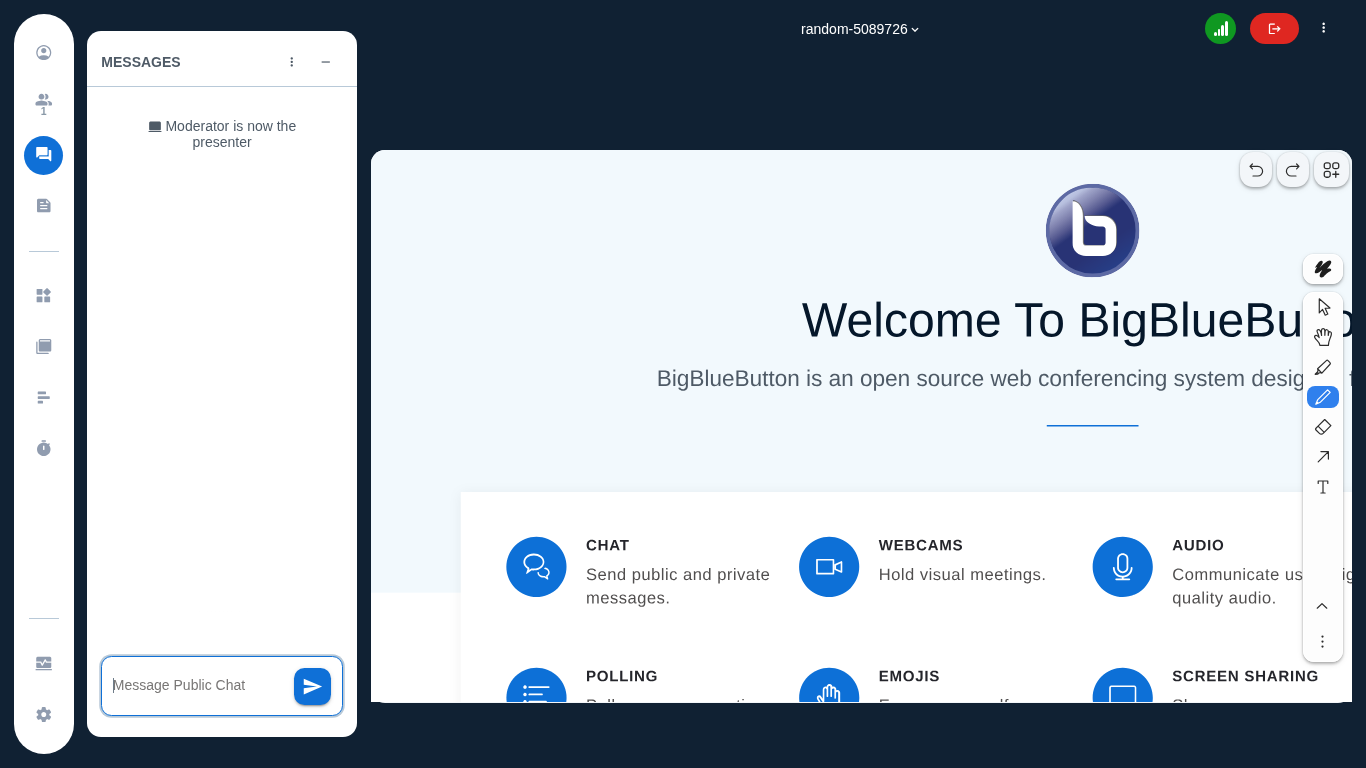 random-5089726
1
MESSAGES
Moderator is now the
presenter
Message Public Chat
Welcome To BigBlueBu
BigBlueButton is an open source web conferencing system
CHAT
Send public and private
messages.
WEBCAMS
Hold visual meetings.
AUDIO
Communicate
quality audio.
POLLING
EMOJIS
SCREEN SHARING
T